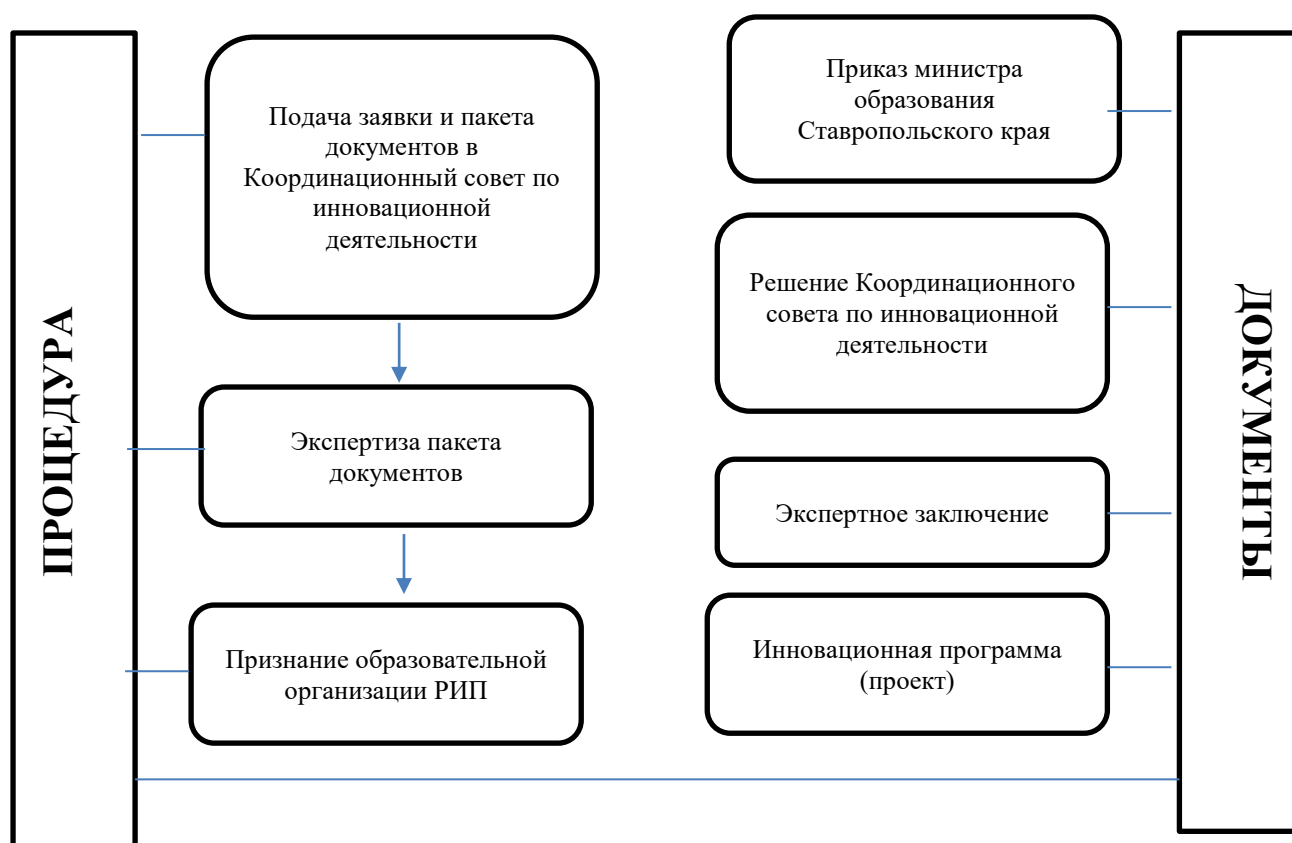 ПРОЦЕДУРА
Подача заявки и пакета
документов в
Координационный совет по
инновационной
деятельности
Экспертиза пакета
документов
Признание образовательной
организации РИП
Приказ министра
образования
Ставропольского края
Решение Координационного
совета по инновационной
деятельности
Экспертное заключение
Инновационная программа
(проект)
ДОКУМЕНТЫ